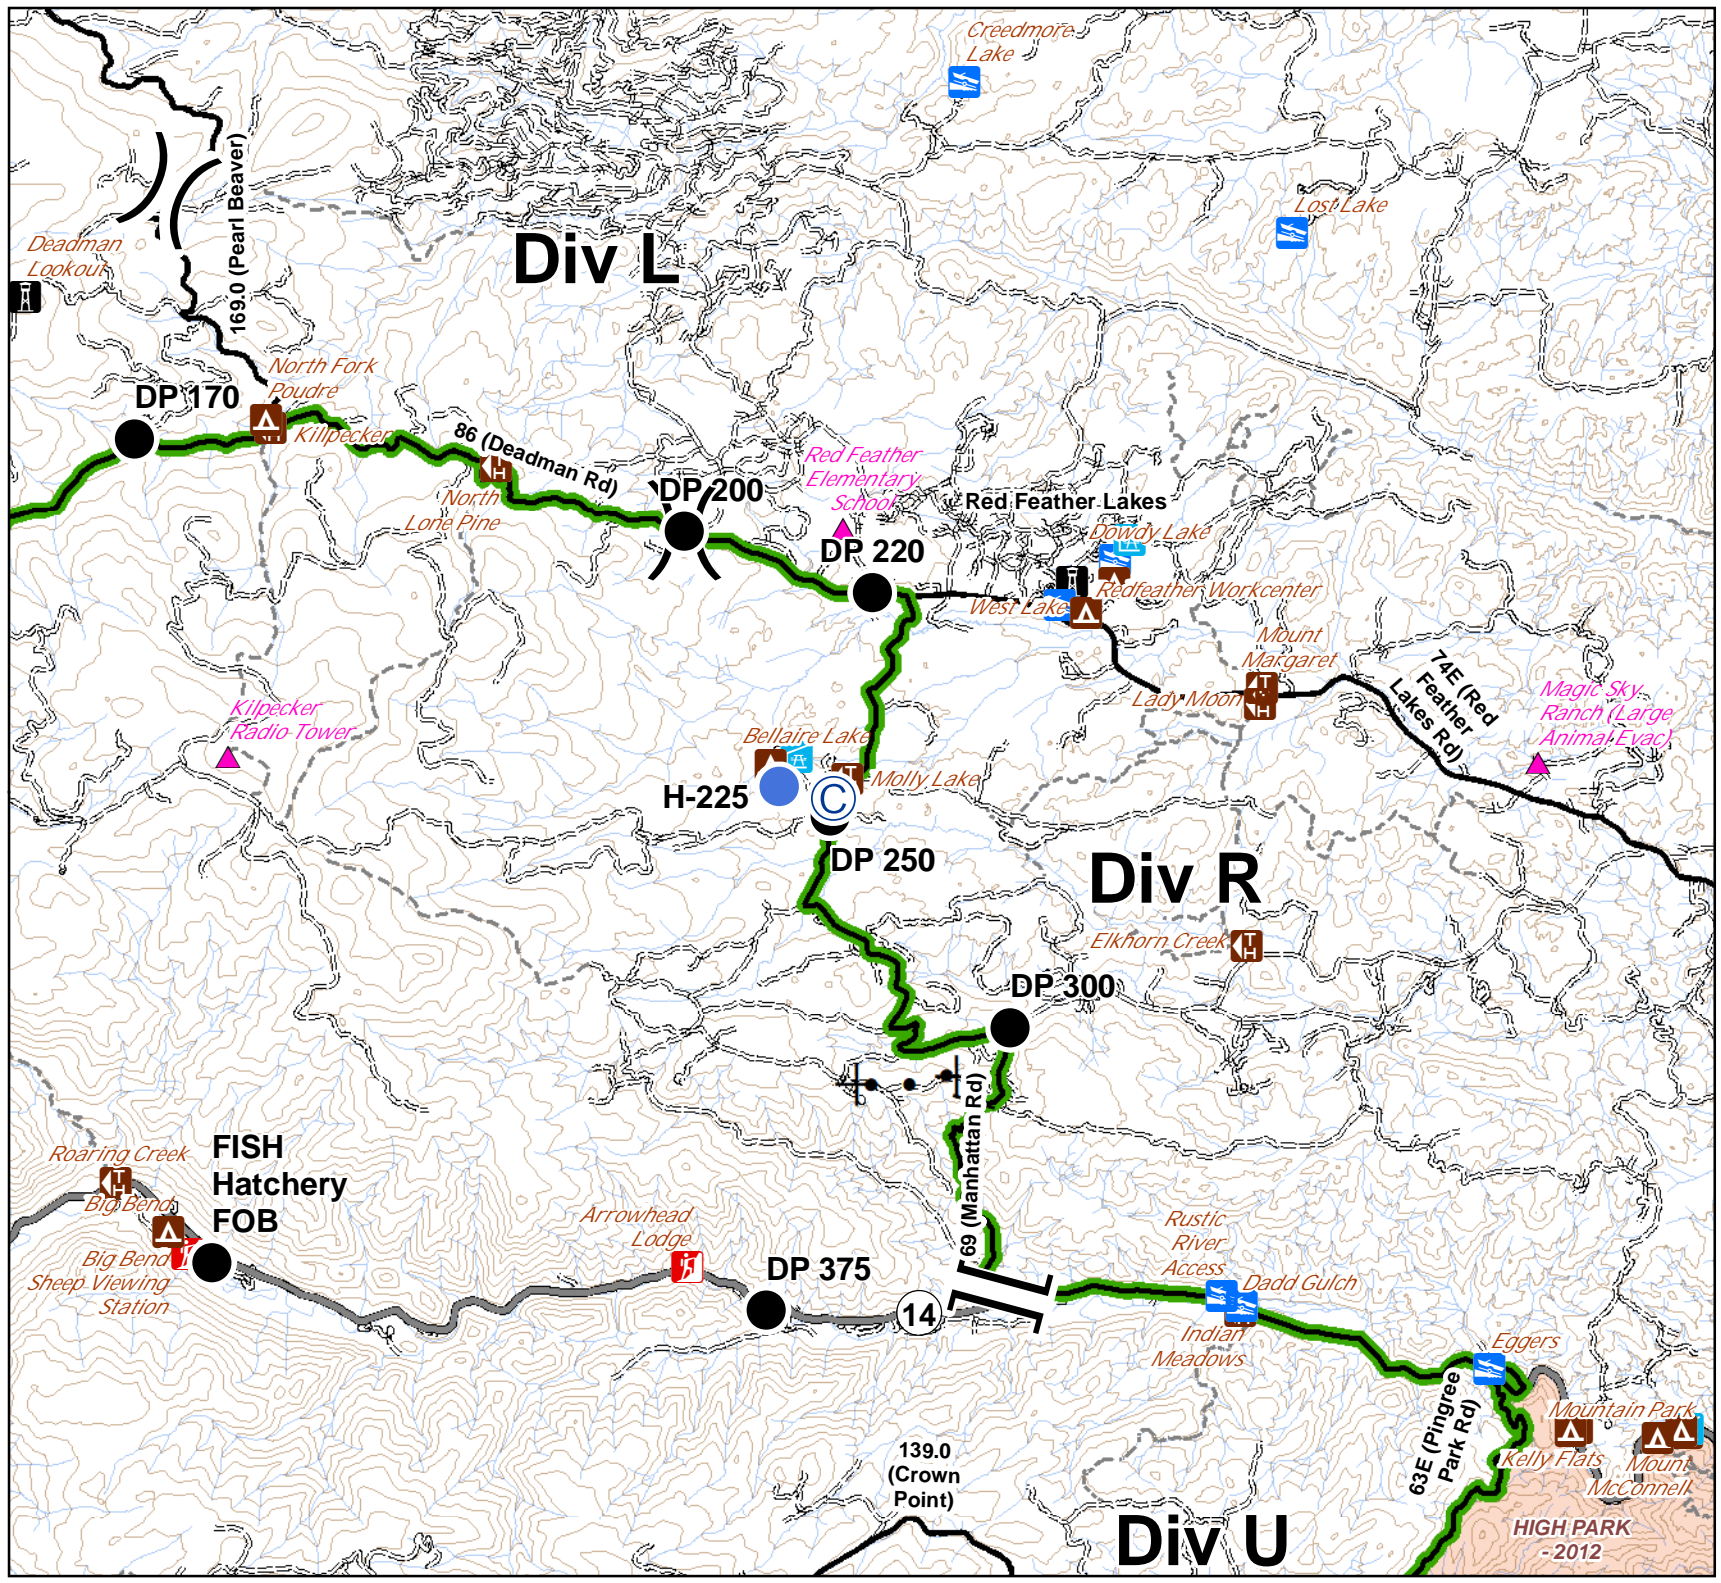 Creedmore
Lake
169.0 (Pearl Beaver)
Lost Lake
Deadman
Lookout
Div L
North Fork
Poudre
DP 170
Killpecker
86 (Deadman Rd)
Red Feather
Elementary
School
DP 200
North
Lone Pine
Red Feather Lakes
Dowdy Lake
DP 220
Redfeather Workcenter
West Lake
Mount
Margaret
74E (Red
Feather
Lakes Rd)
Lady Moon
Magic Sky
Ranch (Large
Animal Evac)
Kilpecker
Radio Tower
Bellaire Lake
Molly Lake
H-225
C
DP 250
Div R
Elkhorn Creek
DP 300
69 (Manhattan Rd)
Roaring Creek
FISH
Hatchery
FOB
Big Bend
Big Bend
Sheep Viewing
Station
Arrowhead
Lodge
DP 375
14
Rustic
River
Access
Dadd Gulch
Indian
Meadows
Eggers
63E (Pingree
Park Rd)
Mountain Park
Kelly Flats
Mount
McConnell
139.0
(Crown
Point)
Div U
HIGH PARK
- 2012